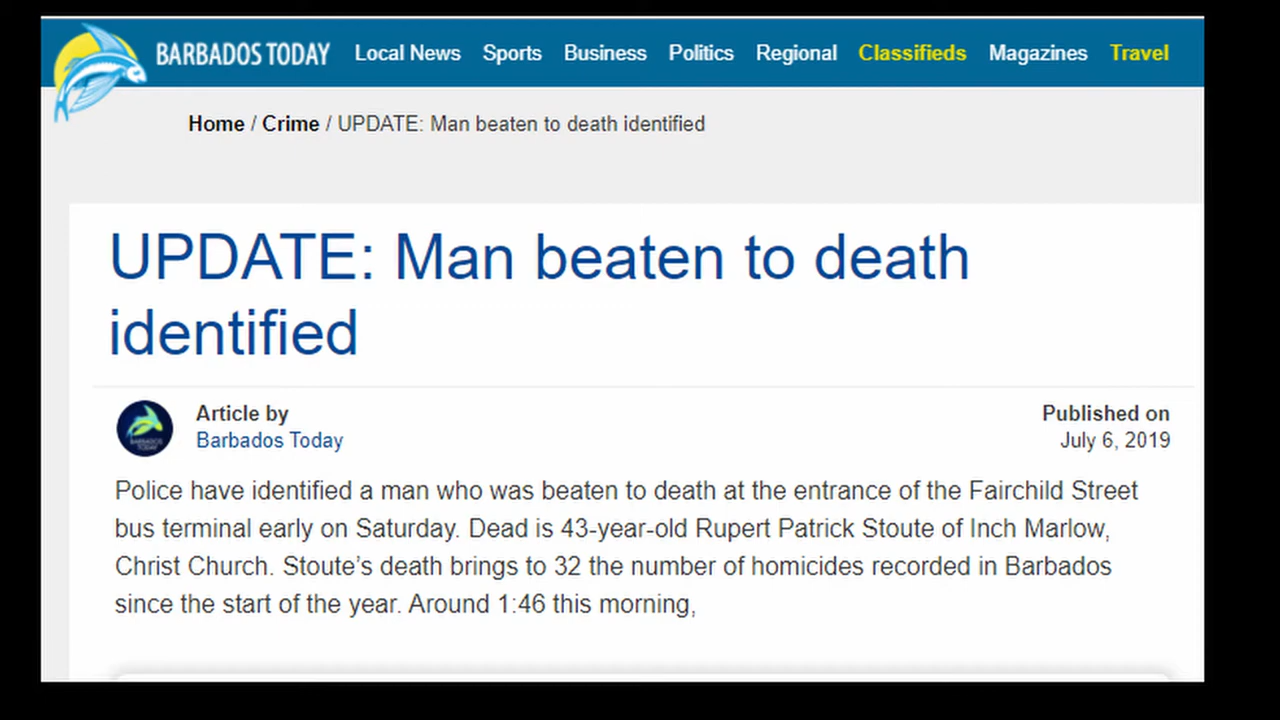 BARBADOS TODAY Local News Sports Business Politics Regional Classifieds Magazines Travel
Home / Crime / UPDATE: Man beaten to death identified
UPDATE: Man beaten to death
identified
Article by
Barbados Today
Published on
July 6, 2019
Police have identified a man who was beaten to death at the entrance of the Fairchild Street
bus terminal early on Saturday. Dead is 43-year-old Rupert Patrick Stoute of Inch Marlow,
Christ Church. Stoute’s death brings to 32 the number of homicides recorded in Barbados
since the start of the year. Around 1:46 this morning,
BARBADOS
TODAY